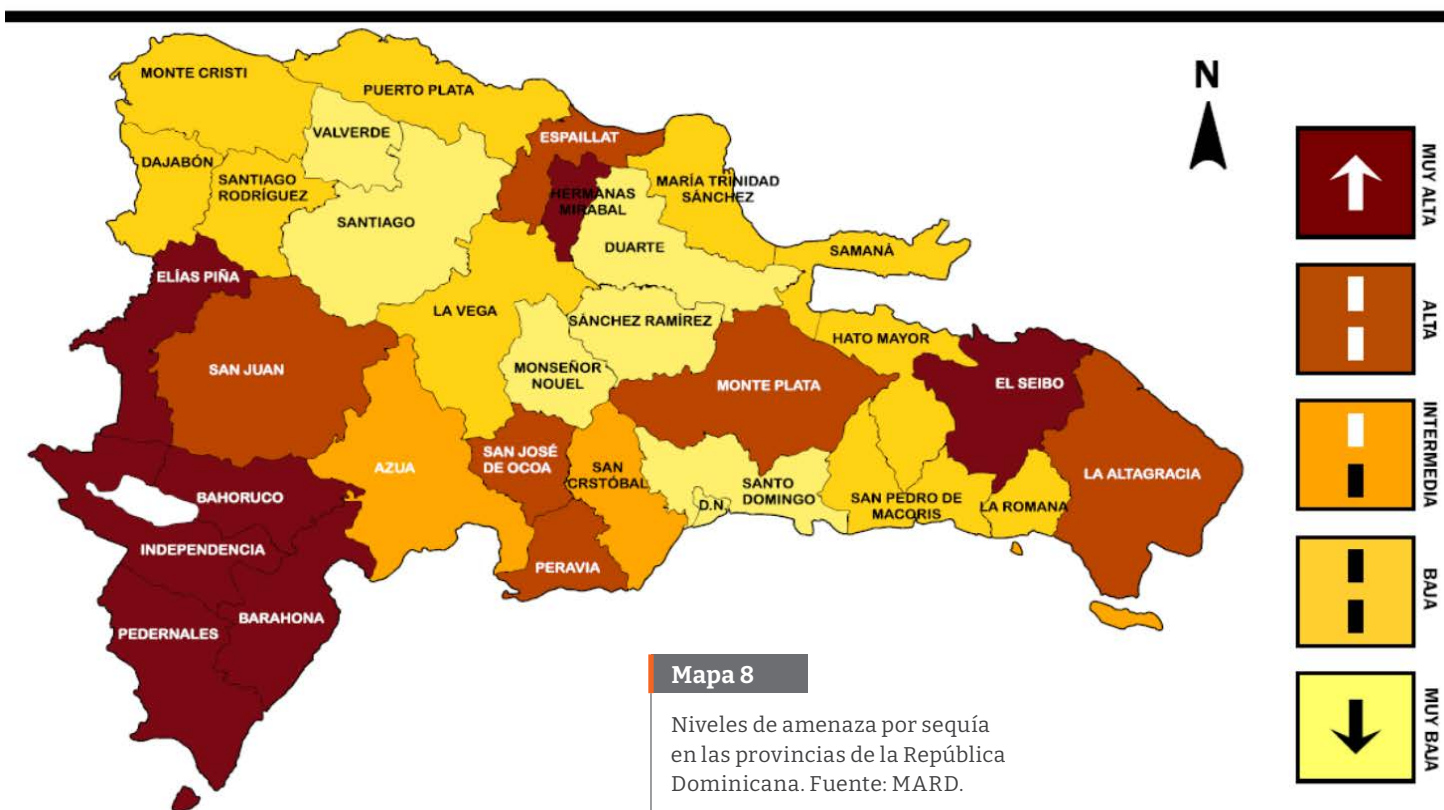 MONTE CRISTI
PUERTO PLATA
VALVERDE
ESPAILLAT
DAJABÓN
SANTIAGO
RODRÍGUEZ
HERMANAS
MIRABAL
MARÍA TRINIDAD
SÁNCHEZ
SANTIAGO
DUARTE
SAMANÁ
ELÍAS PIÑA
LA VEGA
SÁNCHEZ RAMÍREZ
HATO MAYOR
SAN JUAN
MONSEÑOR
NOUEL
MONTE PLATA
EL SEIBO
AZUA
SAN JOSÉ
DE OCOA
SAN
CRSTÓBAL
SANTO
DOMINGO
D.N.
SAN PEDRO DE
MACORIS
LA ROMANA
LA ALTAGRACIA
BAHORUCO
INDEPENDENCIA
PERAVIA
BARAHONA
PEDERNALES
N
MUY ALTA
ALTA
INTERMEDIA
BAJA
MUY BAJA
Mapa 8
Niveles de amenaza por sequía
en las provincias de la República
Dominicana. Fuente: MARD.